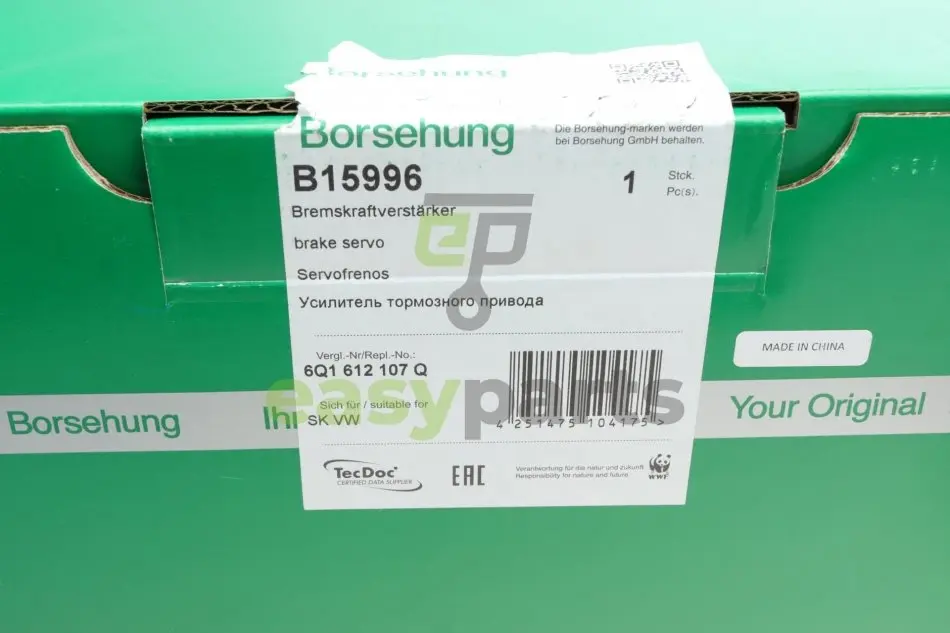 Borsehung
Borsehung
Die Borsehung-marken werden
bei Borsehung GmbH behalten.
B15996
1 Stck.
Pc(s).
Bremskraftverstärker
brake servo
Servofrenos
Усилитель тормозного привода
ep
MADE IN CHINA
Vergl.-Nr/Repl.-No.:
6Q1 612 107 Q
easyparts
Sich für / suitable for
SK VW
4 251475 104175 >
Borsehung
Ih
Your Original
TecDoc
CERTIFIED DATA SUPPLIER
EAC
Verantwortung für die natur und zukunft
Responsibility for nature and future
WWF